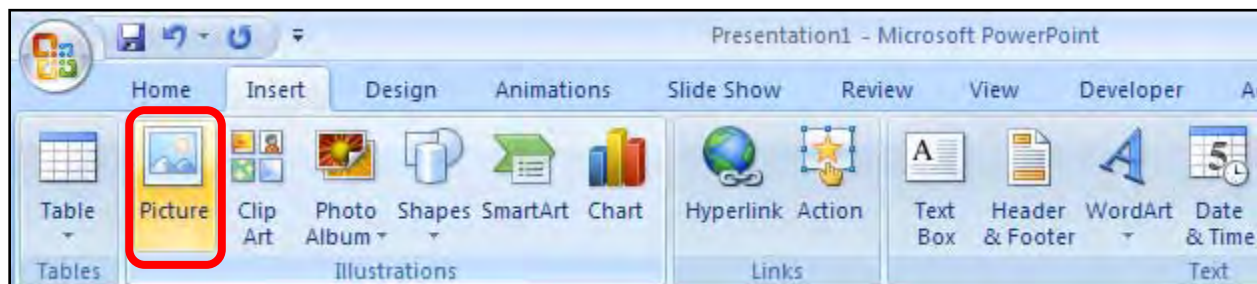 Presentation1 - Microsoft PowerPoint
Home Insert Design Animations Slide Show Review View Developer A
Table Picture Clip Art Photo Album Shapes SmartArt Chart Hyperlink Action Text Box Header & Footer WordArt Date & Time
Tables Illustrations Links Text